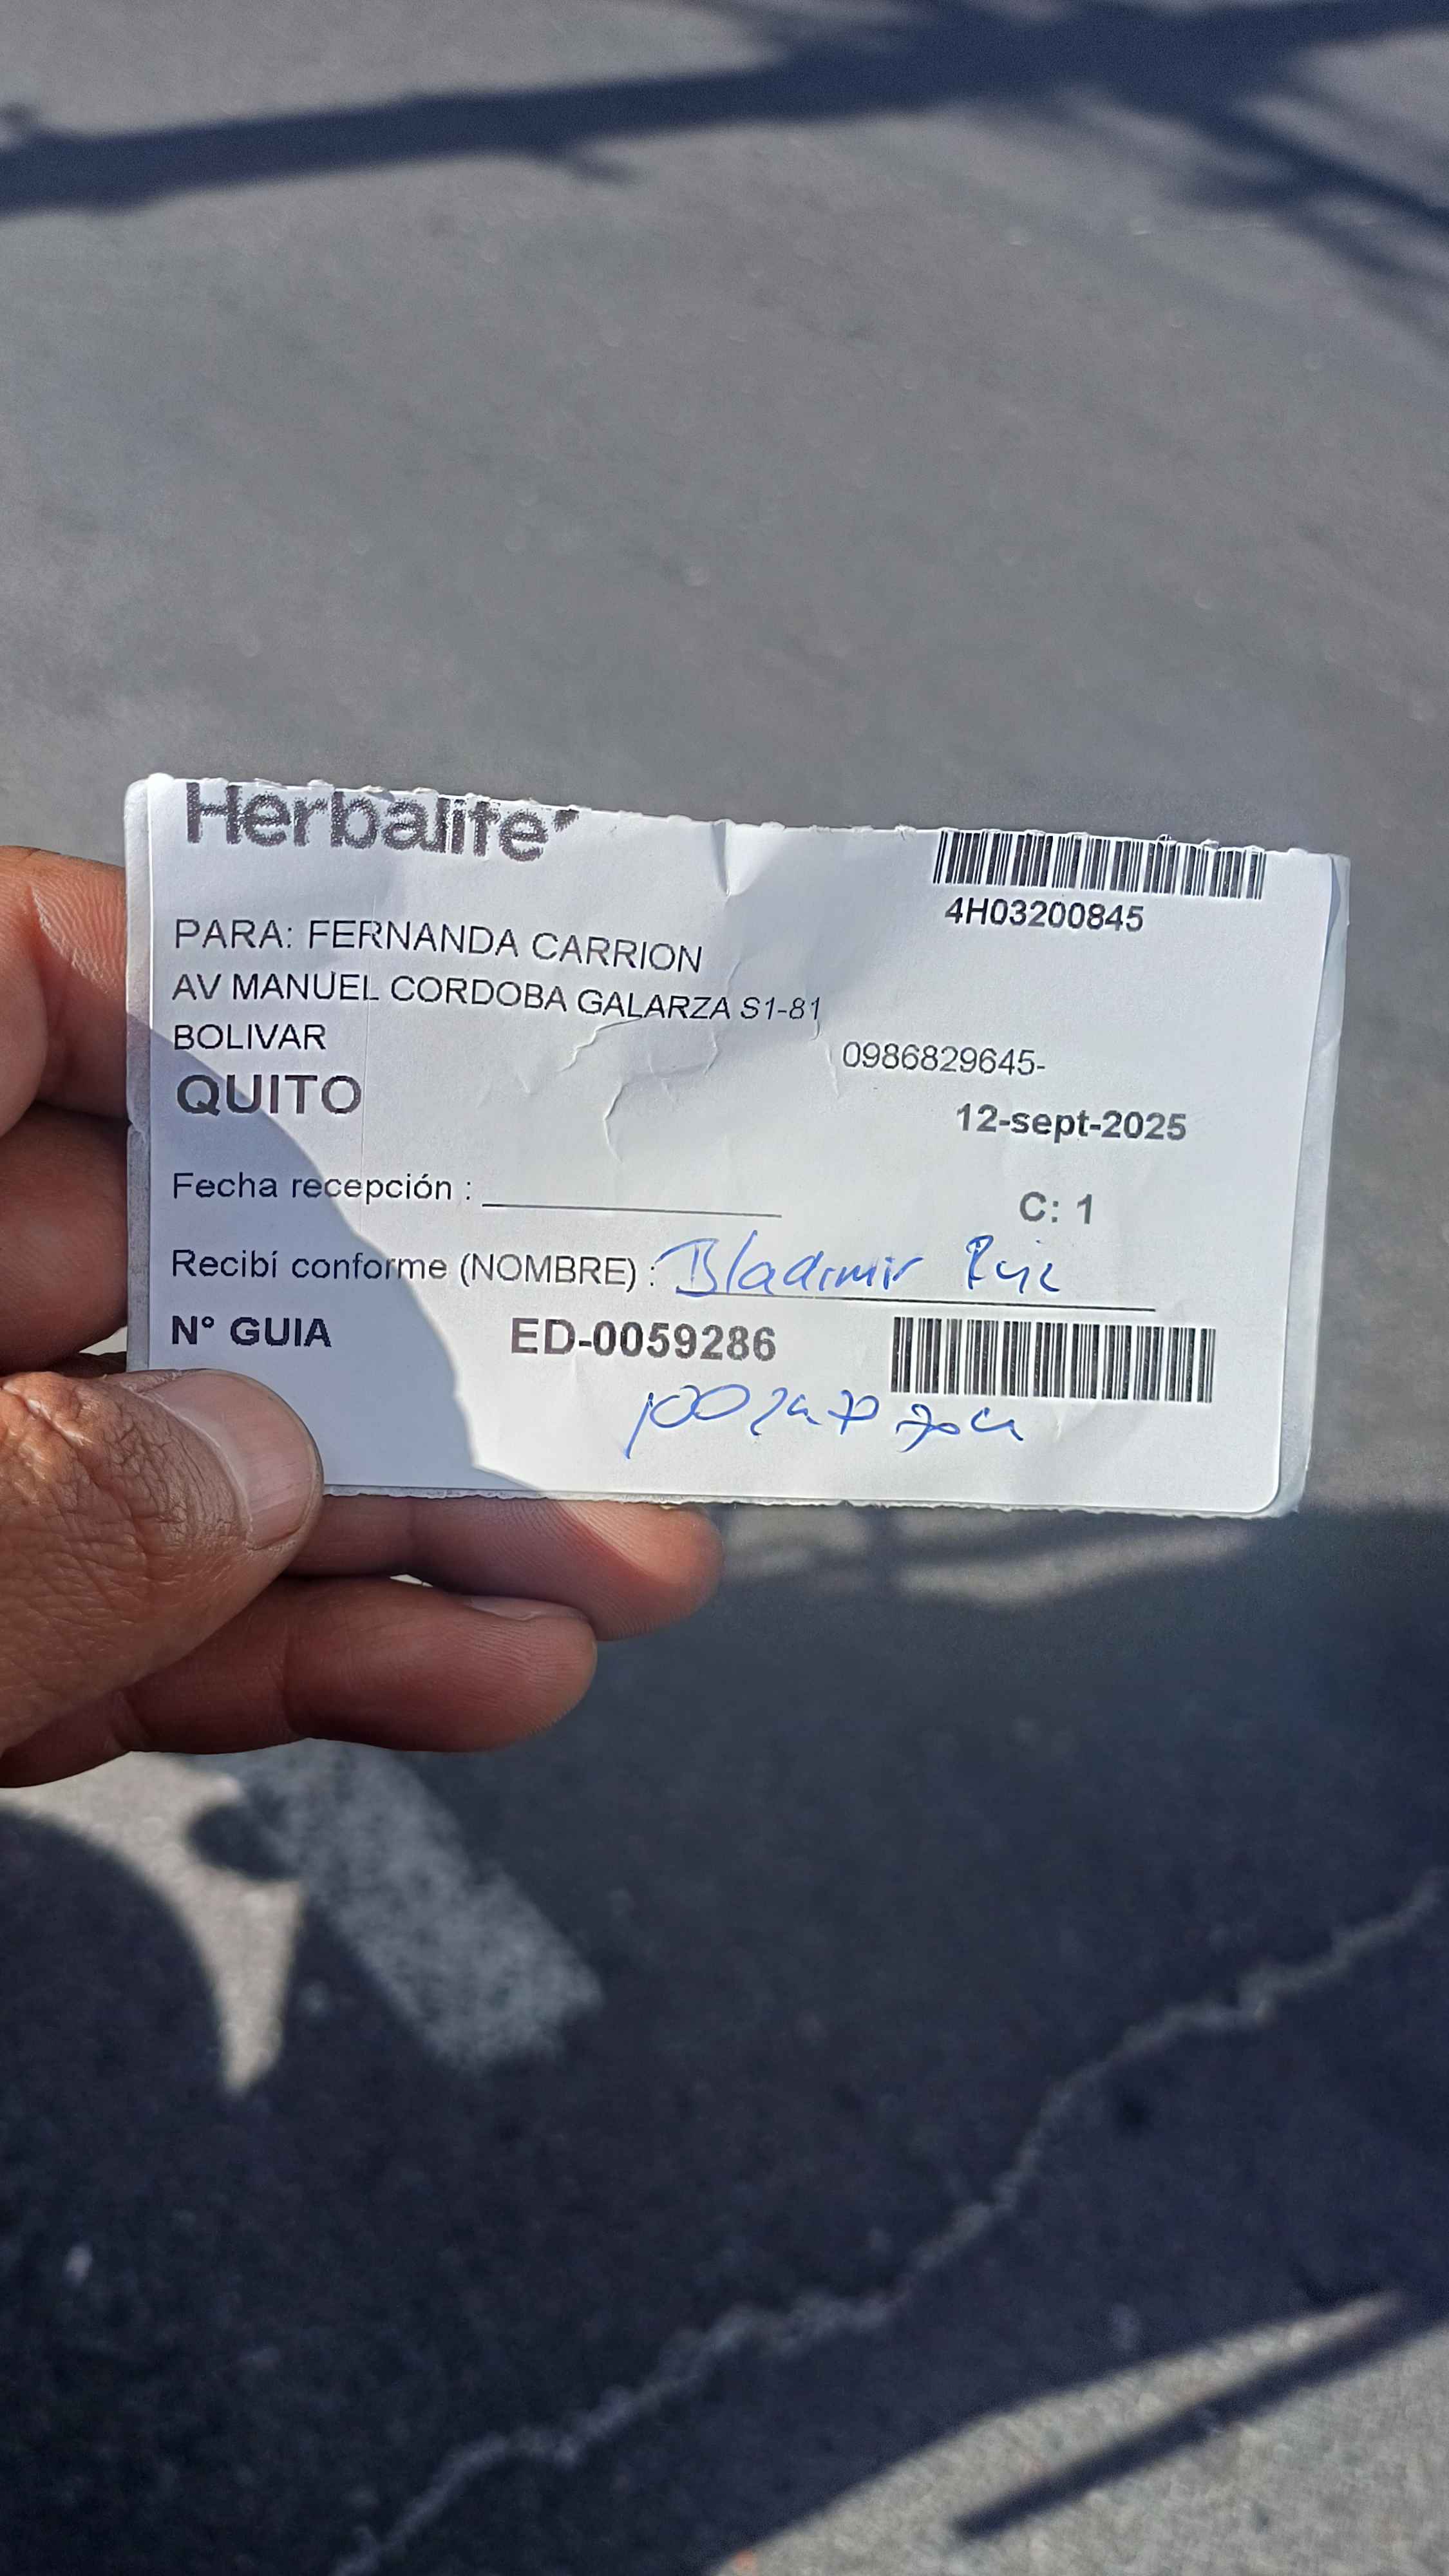 Herbalife
4H03200845
PARA: FERNANDA CARRION
AV MANUEL CORDOBA GALARZA S1-81
BOLIVAR
0986829645-
QUITO
12-sept-2025
Fecha recepción :
C: 1
Recibí conforme (NOMBRE) : Bladimir Ruiz
N° GUIA ED-0059286